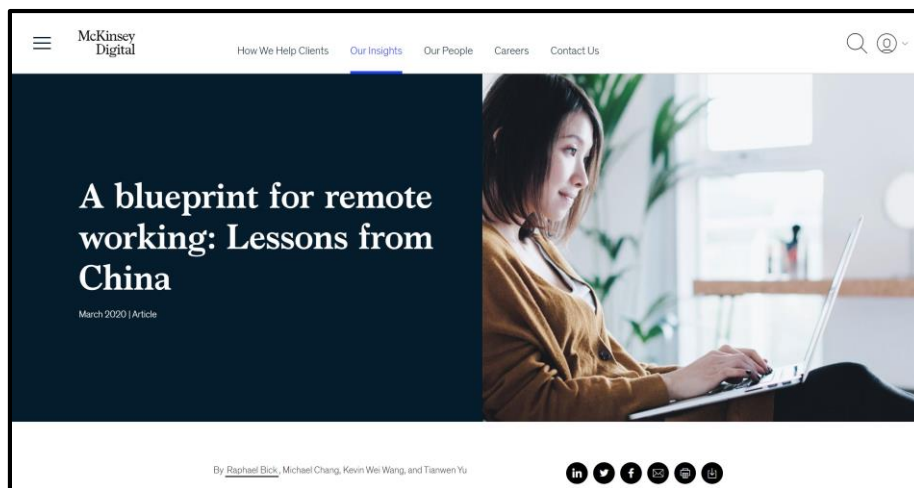 McKinsey
Digital
How We Help Clients Our Insights Our People Careers Contact Us
A blueprint for remote
working: Lessons from
China
March 2020 | Article
By Raphael Bick, Michael Chang, Kevin Wei Wang, and Tianwen Yu
in f